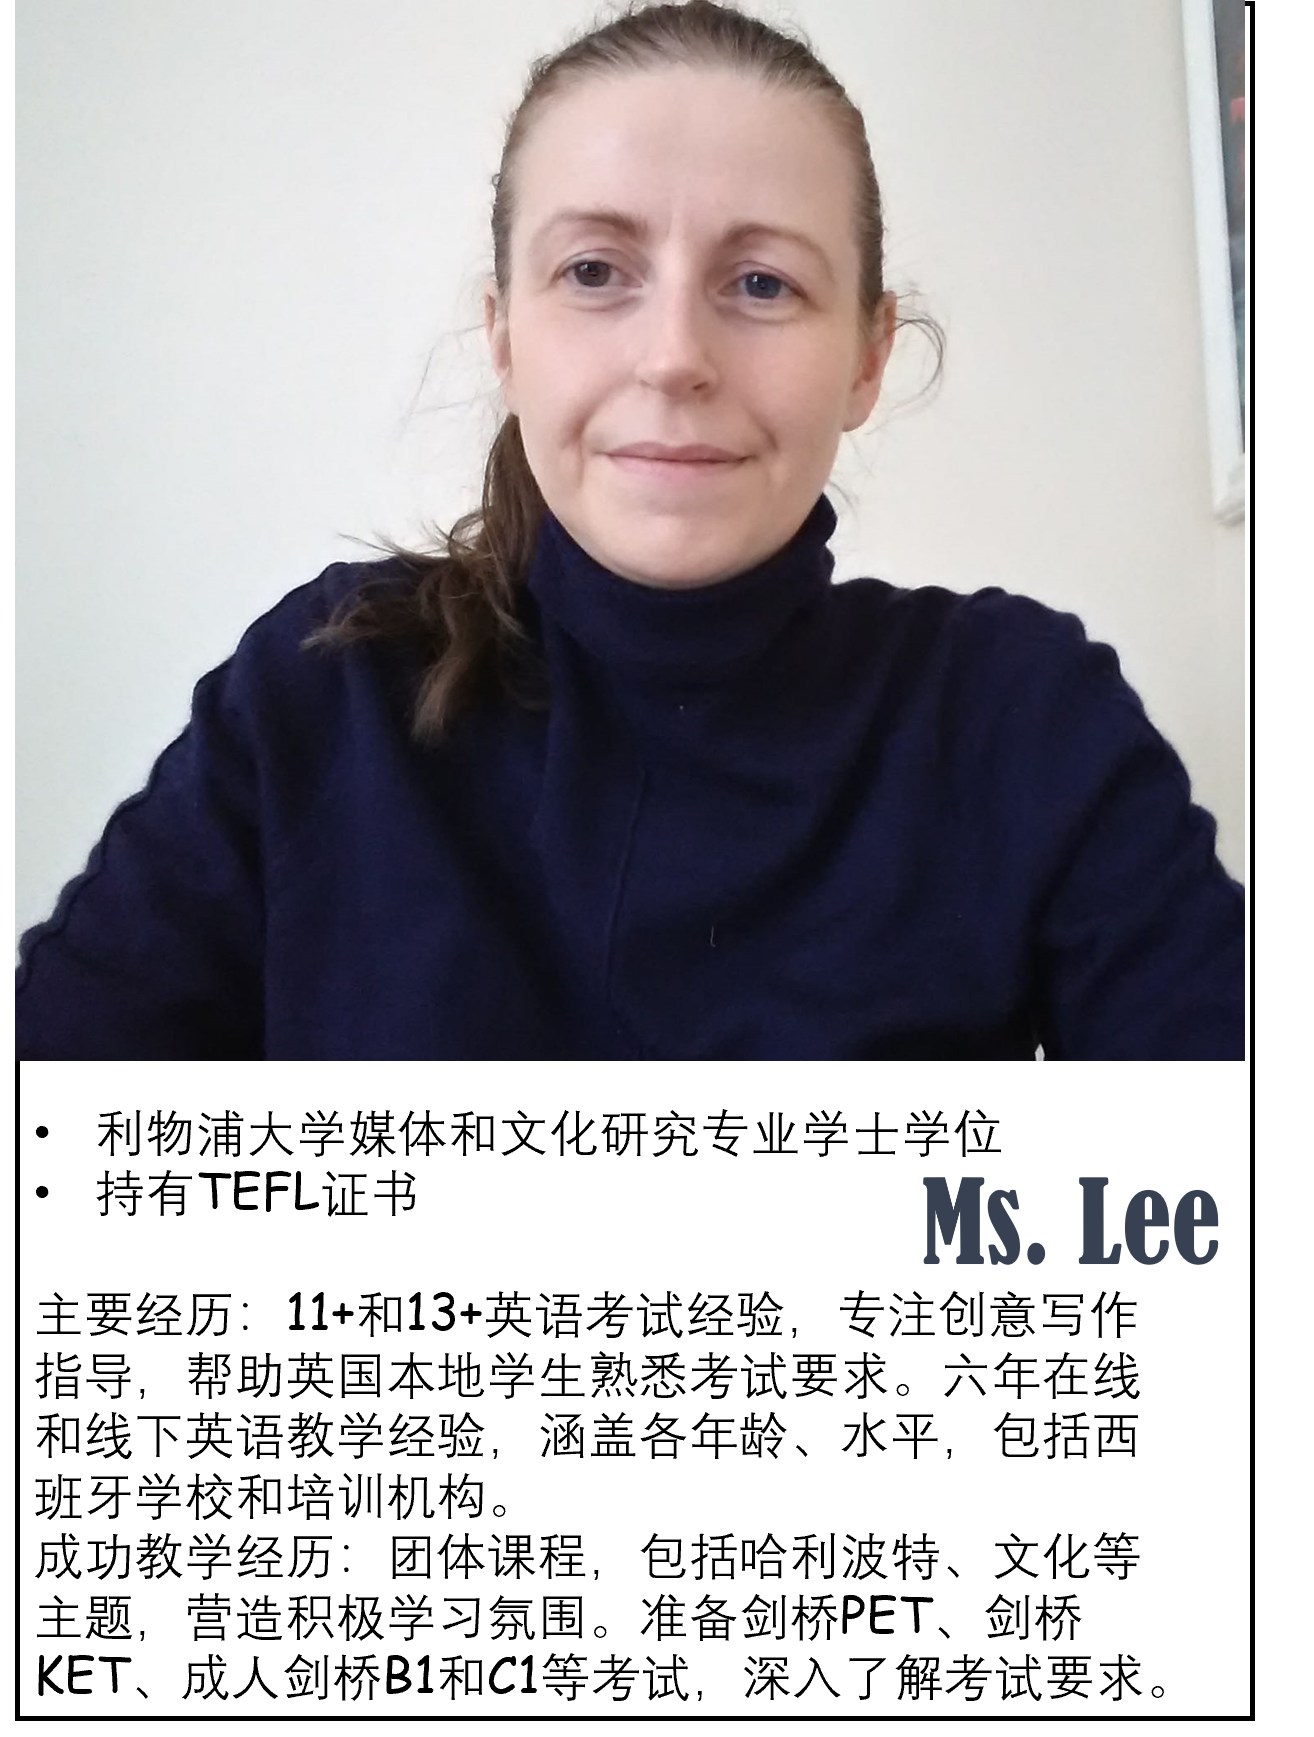 • 利物浦大学媒体和文化研究专业学士学位
• 持有TEFL证书
Ms. Lee
主要经历：11+和13+英语考试经验，专注创意写作
指导，帮助英国本地学生熟悉考试要求。六年在线
和线下英语教学经验，涵盖各年龄、水平，包括西
班牙学校和培训机构。
成功教学经历：团体课程，包括哈利波特、文化等
主题，营造积极学习氛围。准备剑桥PET、剑桥
KET、成人剑桥B1和C1等考试，深入了解考试要求。